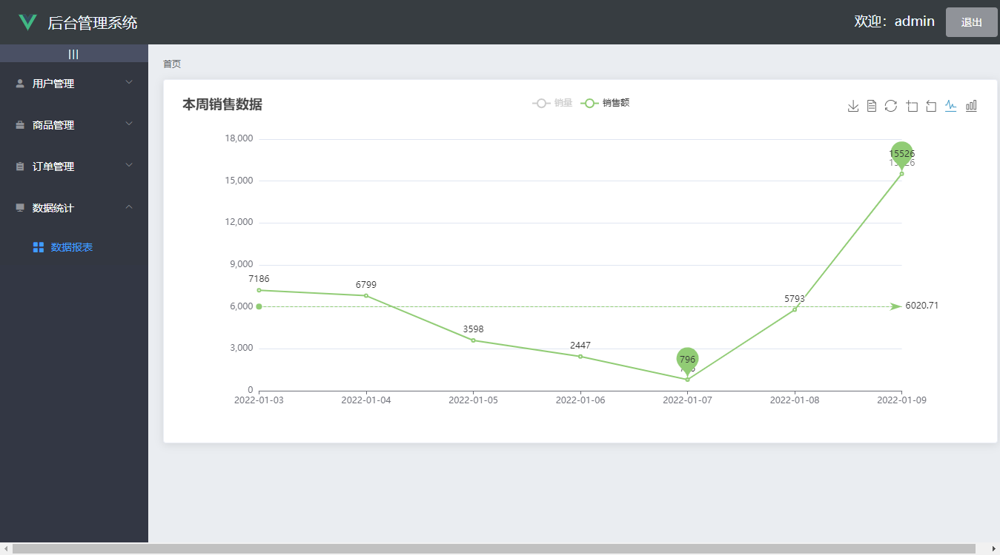 后台管理系统
欢迎：admin
退出
|||
用户管理
商品管理
订单管理
数据统计
数据报表
首页
本周销售数据
销量
销售额
18,000
15,000
12,000
9,000
6,000
3,000
0
7186
6799
3598
2447
796
796
5793
15526
15526
6020.71
2022-01-03
2022-01-04
2022-01-05
2022-01-06
2022-01-07
2022-01-08
2022-01-09